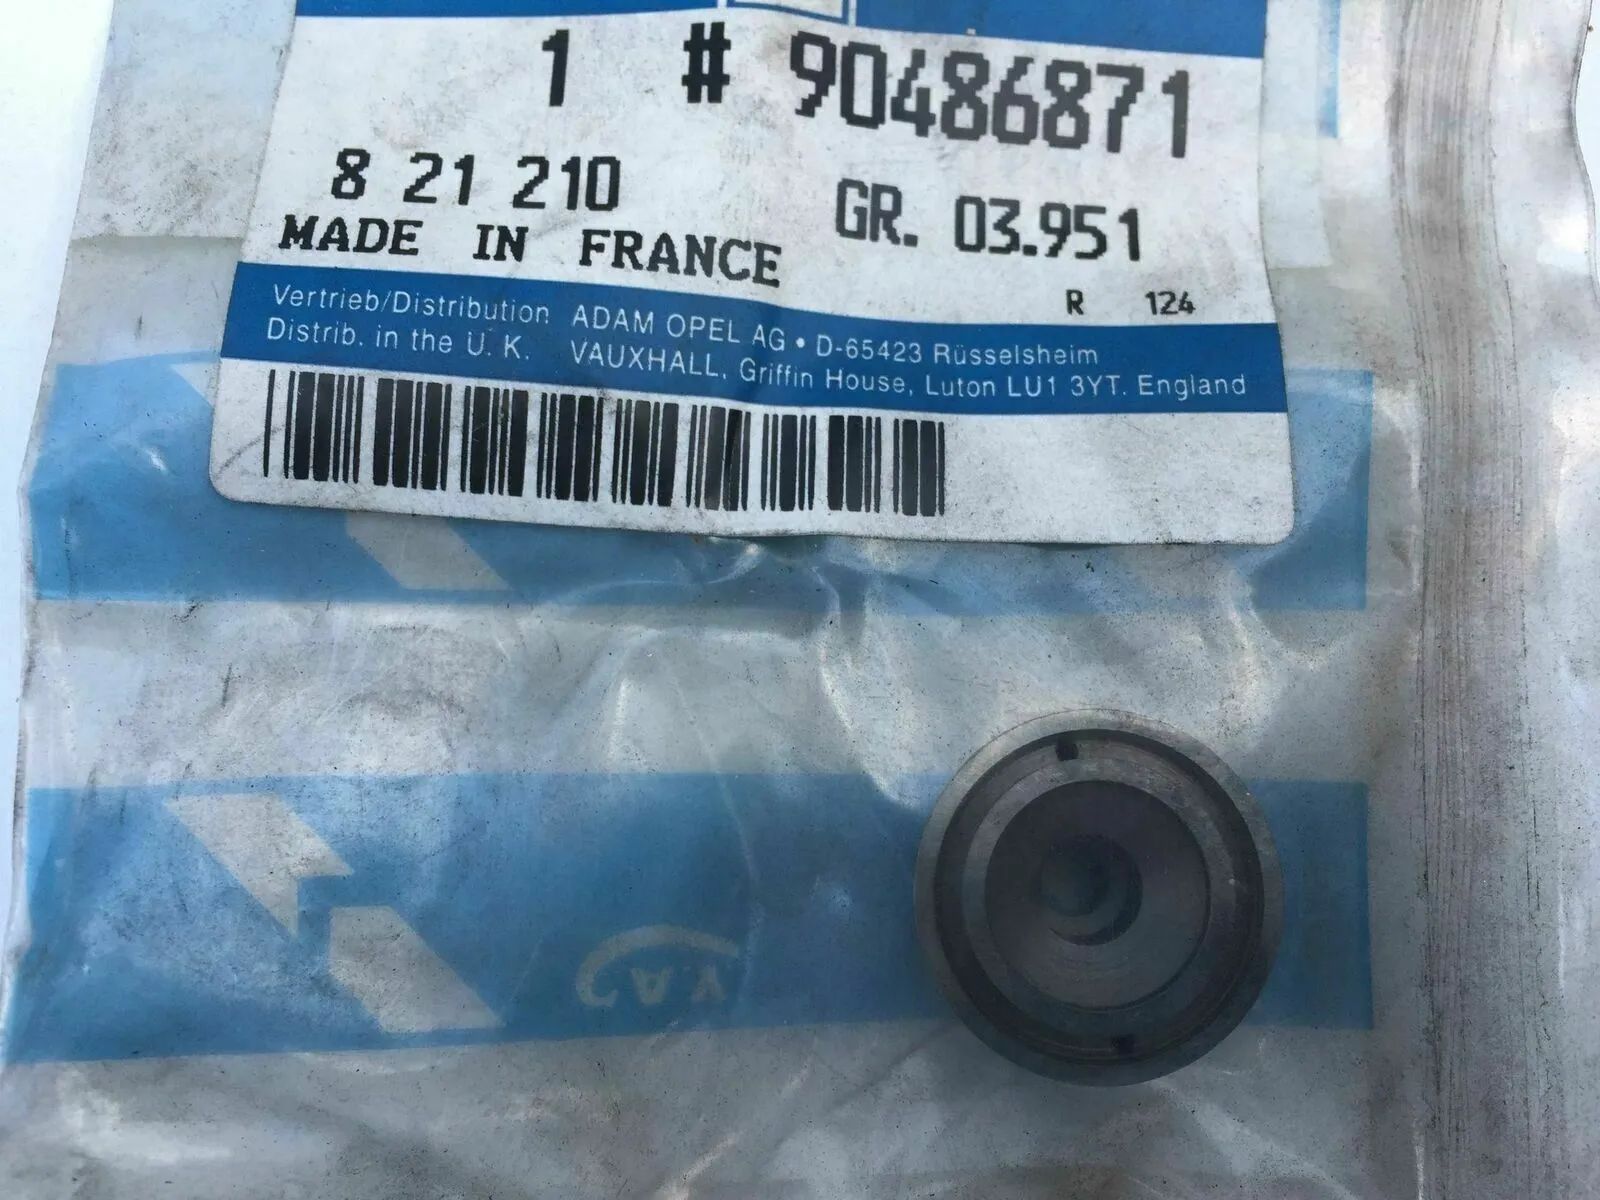 1 # 90486871
8 21 210 GR. 03.951
MADE IN FRANCE
R 124
Vertrieb/Distribution ADAM OPEL AG • D-65423 Rüsselsheim
Distrib. in the U. K. VAUXHALL, Griffin House, Luton LU1 3YT. England